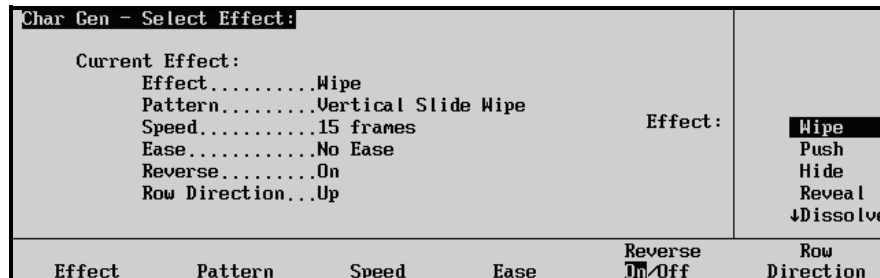 Char Gen - Select Effect:
Current Effect:
Effect..........Wipe
Pattern.........Vertical Slide Wipe
Speed...........15 frames
Ease............No Ease
Reverse.........On
Row Direction...Up
Effect:
Wipe
Push
Hide
Reveal
↓Dissolve
Effect Pattern Speed Ease Reverse On/Off Row Direction